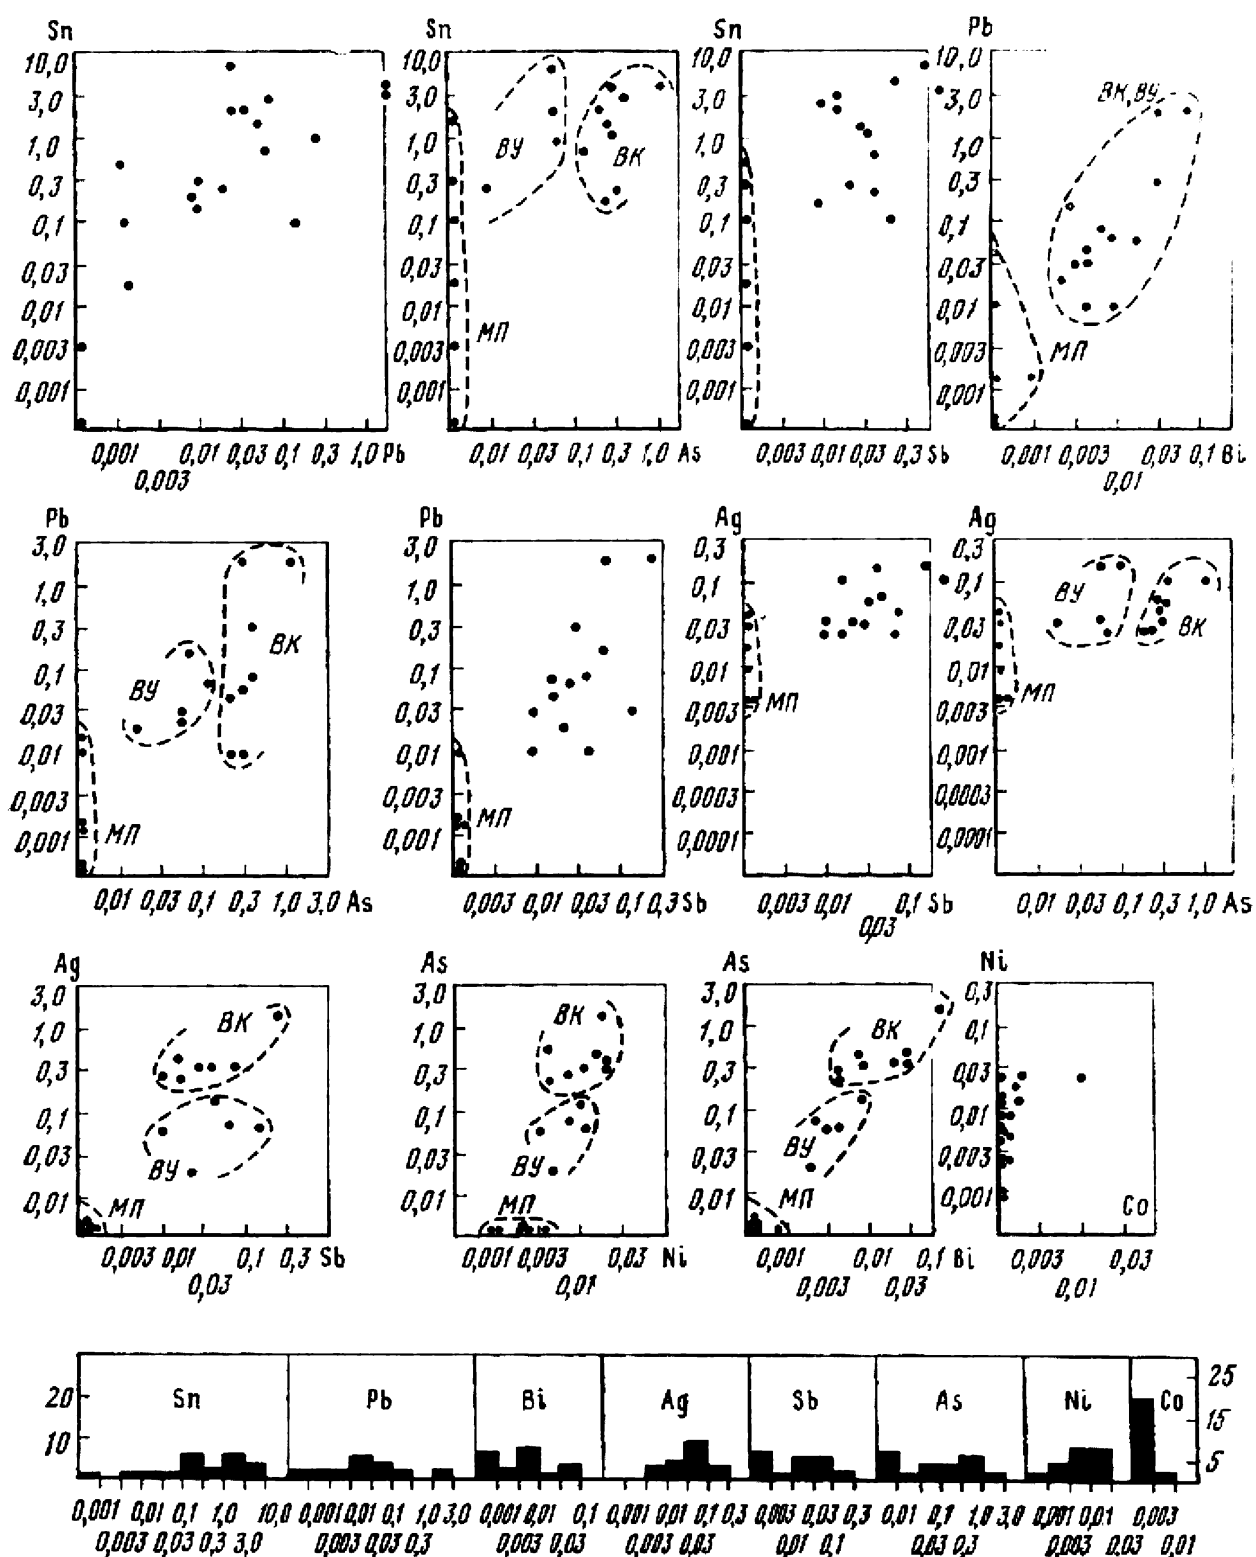 Sn Sn Sn Pb
10,0 10,0 10,0 10,0
3,0 3,0 3,0 3,0 ВК, ВУ
1,0 1,0 ВУ ВК 1,0 1,0
0,3 0,3 0,3 0,3
0,1 0,1 0,1 0,1
0,03 0,03 0,03 0,03
0,01 0,01 0,01 0,01
0,003 0,003 МП 0,003 0,003 МП
0,001 0,001 0,001 0,001
0,001 0,01 0,03 0,1 0,3 1,0 Pb 0,01 0,03 0,1 0,3 1,0 As 0,003 0,01 0,03 0,3 Sb 0,001 0,003 0,03 0,1 Bi
0,003 0,01
Pb Pb Ag Ag
3,0 3,0 0,3 0,3
1,0 1,0 0,1 0,1
0,3 ВК 0,3 0,03 0,03 ВУ ВК
0,1 ВУ 0,1 0,01 0,01
0,03 0,03 0,003 МП 0,003 МП
0,01 0,01 0,001 0,001
0,003 0,003 0,0003 0,0003
0,001 МП 0,001 МП 0,0001 0,0001
0,01 0,03 0,1 0,3 1,0 3,0 As 0,003 0,01 0,03 0,1 0,3 Sb 0,003 0,01 0,1 Sb 0,01 0,03 0,1 0,3 1,0 As
0,03
Ag As As Ni
3,0 3,0 3,0 0,3
1,0 ВК 1,0 ВК 1,0 ВК 0,1
0,3 0,3 0,3 0,03
0,1 0,1 0,1 0,01
0,03 ВУ 0,03 ВУ 0,03 ВУ 0,003
0,01 МП 0,01 МП 0,01 МП 0,001 Co
0,003 0,01 0,1 0,3 Sb 0,001 0,003 0,03 Ni 0,001 0,01 0,1 Bi 0,003 0,03
0,03 0,01 0,003 0,03 0,01
20 Sn Pb Bi Ag Sb As Ni Co 25
15
10
5
0,001 0,01 0,1 1,0 10,0 0,001 0,01 0,1 1,0 3,0 0,001 0,01 0,1 0,001 0,01 0,1 0,3 0,003 0,03 0,3 0,01 0,1 1,0 3,0 0,001 0,01 0,003
0,003 0,03 0,3 3,0 0,003 0,03 0,3 0,003 0,03 0,003 0,03 0,01 0,1 0,03 0,3 0,003 0,03 0,01